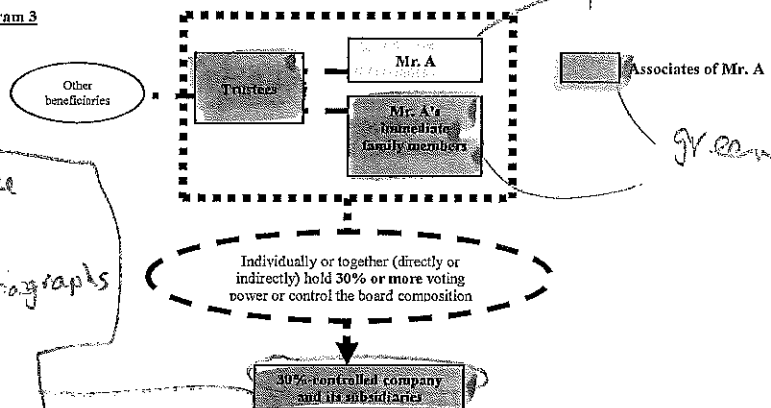 ram 3
Mr. A
Associates of Mr. A
Other
beneficiaries
Trustees
Mr. A's
immediate
family members
green
Individually or together (directly or
indirectly) hold 30% or more voting
power or control the board composition
30%-controlled company
and its subsidiaries